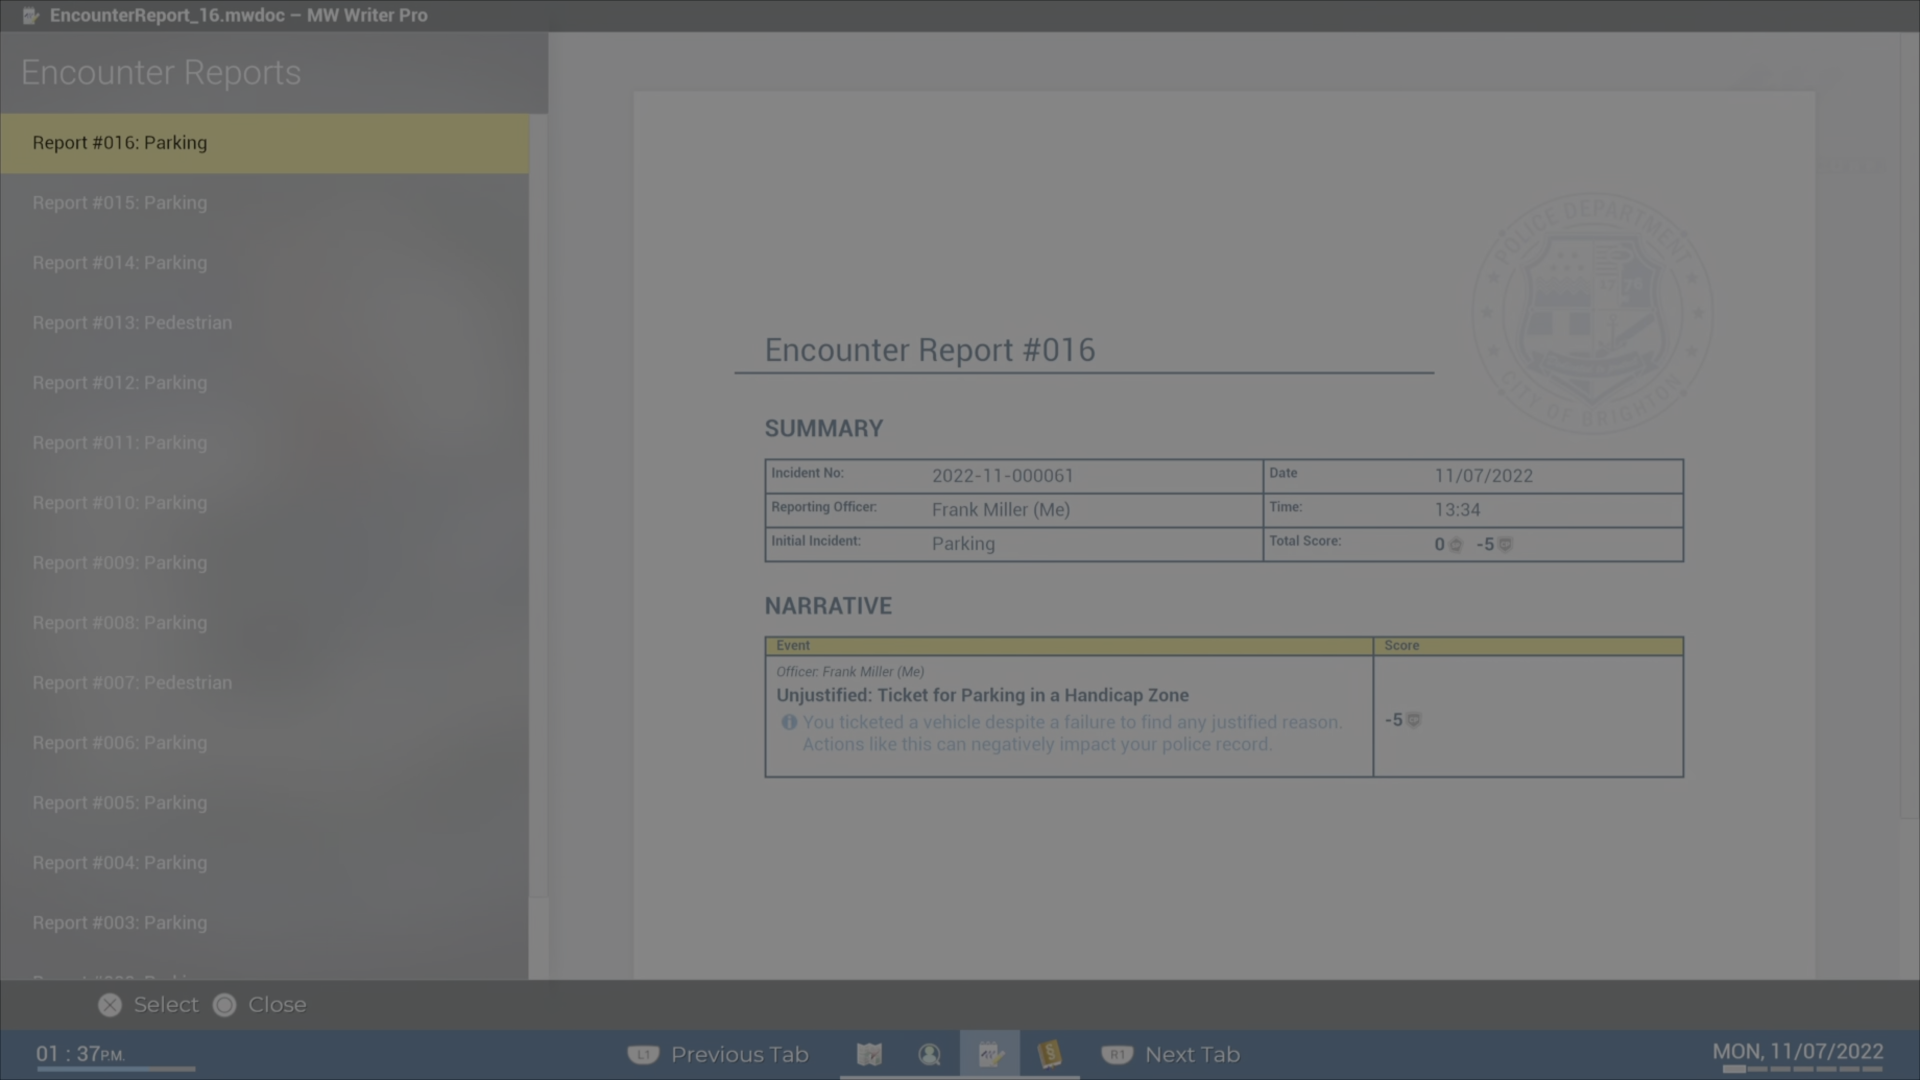 EncounterReport_16.mwdoc – MW Writer Pro
Encounter Reports
Report #016: Parking
Report #015: Parking
Report #014: Parking
Report #013: Pedestrian
Report #012: Parking
Report #011: Parking
Report #010: Parking
Report #009: Parking
Report #008: Parking
Report #007: Pedestrian
Report #006: Parking
Report #005: Parking
Report #004: Parking
Report #003: Parking
POLICE DEPARTMENT
CITY OF BRIGHTON
Encounter Report #016
SUMMARY
Incident No: 2022-11-000061 Date 11/07/2022
Reporting Officer: Frank Miller (Me) Time: 13:34
Initial Incident: Parking Total Score: 0 -5
NARRATIVE
Event Score
Officer: Frank Miller (Me)
Unjustified: Ticket for Parking in a Handicap Zone
You ticketed a vehicle despite a failure to find any justified reason.
Actions like this can negatively impact your police record.
-5
Select Close
01 : 37 P.M. L1 Previous Tab R1 Next Tab MON, 11/07/2022